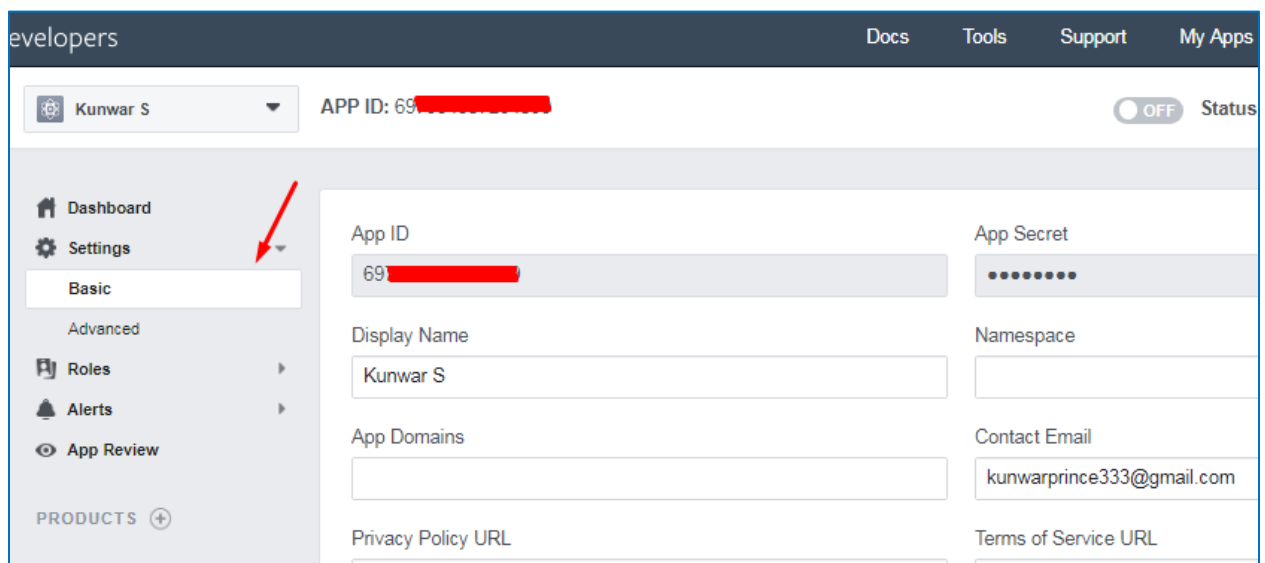 evelopers Docs Tools Support My Apps
Kunwar S APP ID: 69 OFF Status
Dashboard
Settings
Basic
Advanced
Roles
Alerts
App Review
PRODUCTS
App ID App Secret
69 ••••••••
Display Name Namespace
Kunwar S
App Domains Contact Email
kunwarprince333@gmail.com
Privacy Policy URL Terms of Service URL